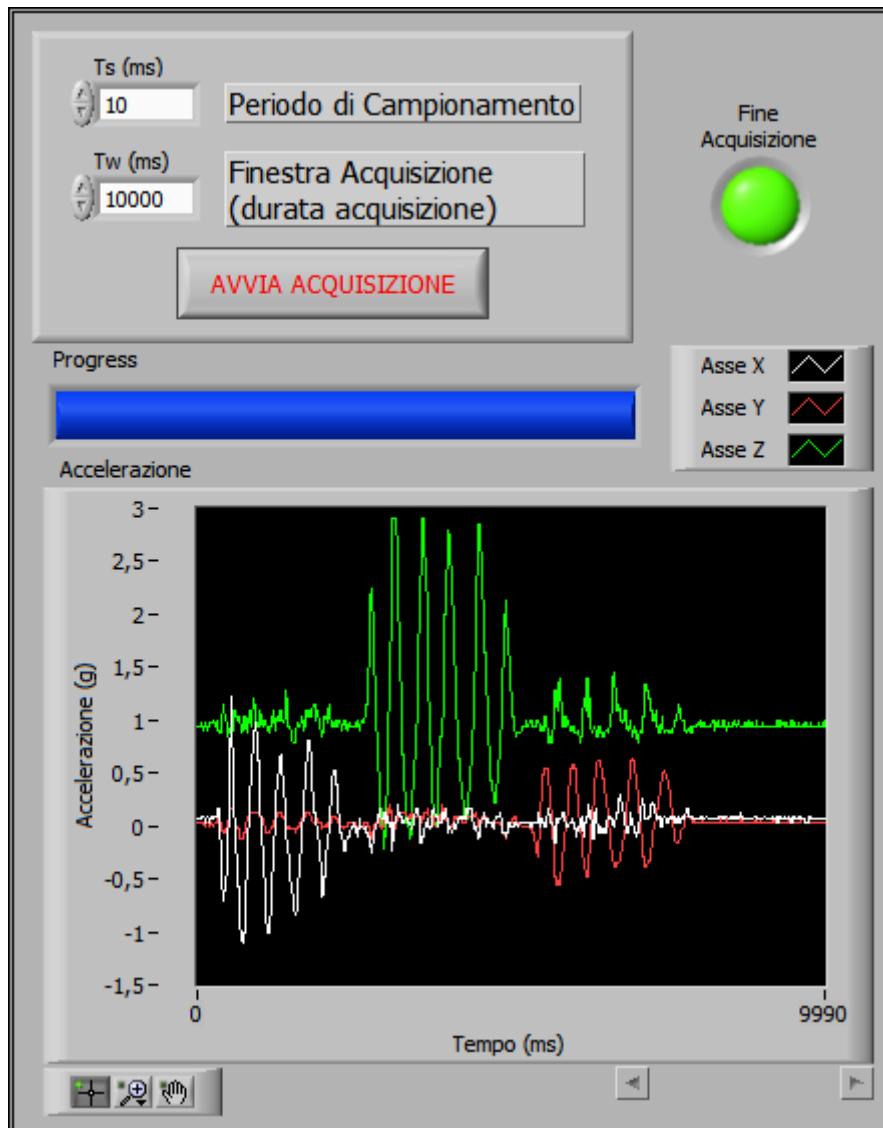 Ts (ms)
10
Periodo di Campionamento
Tw (ms)
10000
Finestra Acquisizione
(durata acquisizione)
AVVIA ACQUISIZIONE
Fine
Acquisizione
Progress
Asse X
Asse Y
Asse Z
Accelerazione
Accelerazione (g)
3
2,5
2
1,5
1
0,5
0
-0,5
-1
-1,5
0
9990
Tempo (ms)